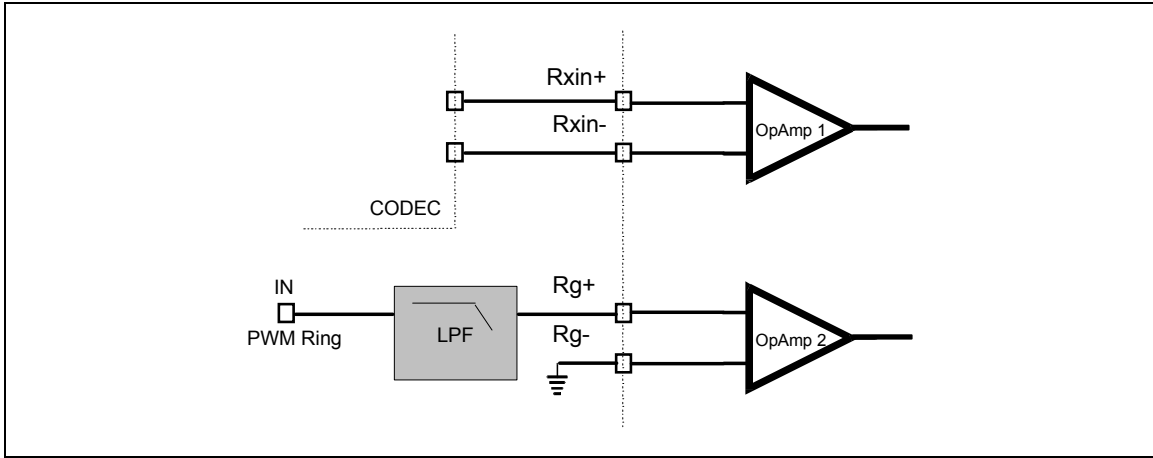 Rxin+
Rxin-
OpAmp 1
CODEC
IN
PWM Ring
LPF
Rg+
Rg-
OpAmp 2